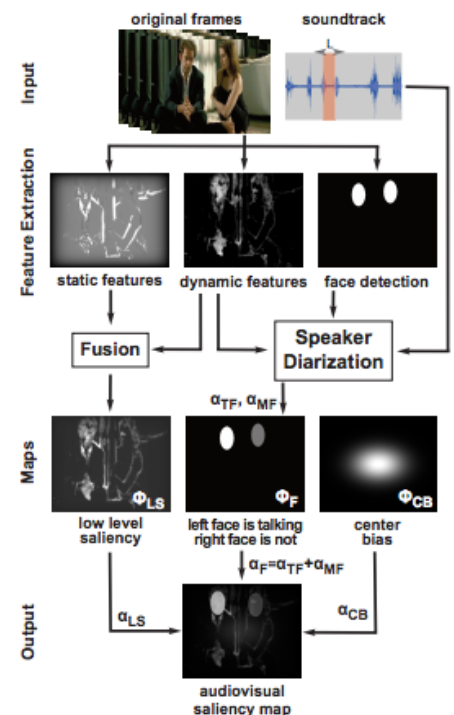 original frames
soundtrack
L
Input
Feature Extraction
static features
dynamic features
face detection
Fusion
Speaker
Diarization
αTF, αMF
Maps
ΦLS
ΦF
ΦCB
low level
saliency
left face is talking
right face is not
center
bias
αF=αTF+αMF
αLS
αCB
Output
audiovisual
saliency map